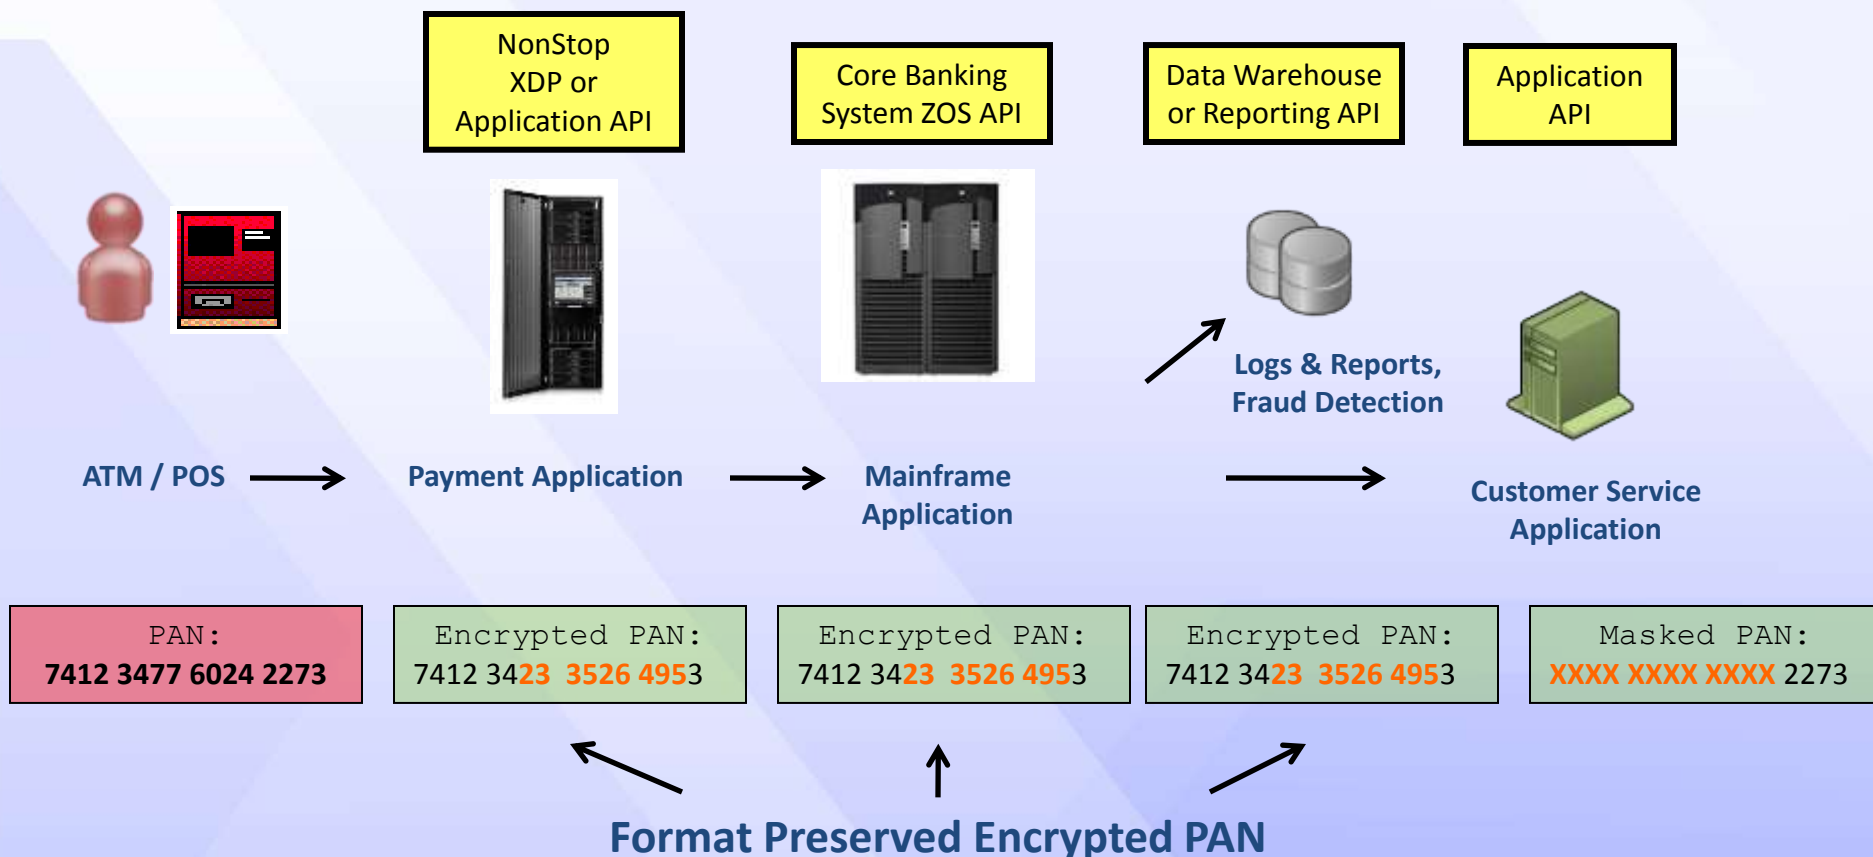 NonStop
XDP or
Application API
Core Banking
System ZOS API
Data Warehouse
or Reporting API
Application
API
Logs & Reports,
Fraud Detection
ATM / POS
Payment Application
Mainframe
Application
Customer Service
Application
PAN:
7412 3477 6024 2273
Encrypted PAN:
7412 3423 3526 4953
Encrypted PAN:
7412 3423 3526 4953
Encrypted PAN:
7412 3423 3526 4953
Masked PAN:
XXXX XXXX XXXX 2273
Format Preserved Encrypted PAN